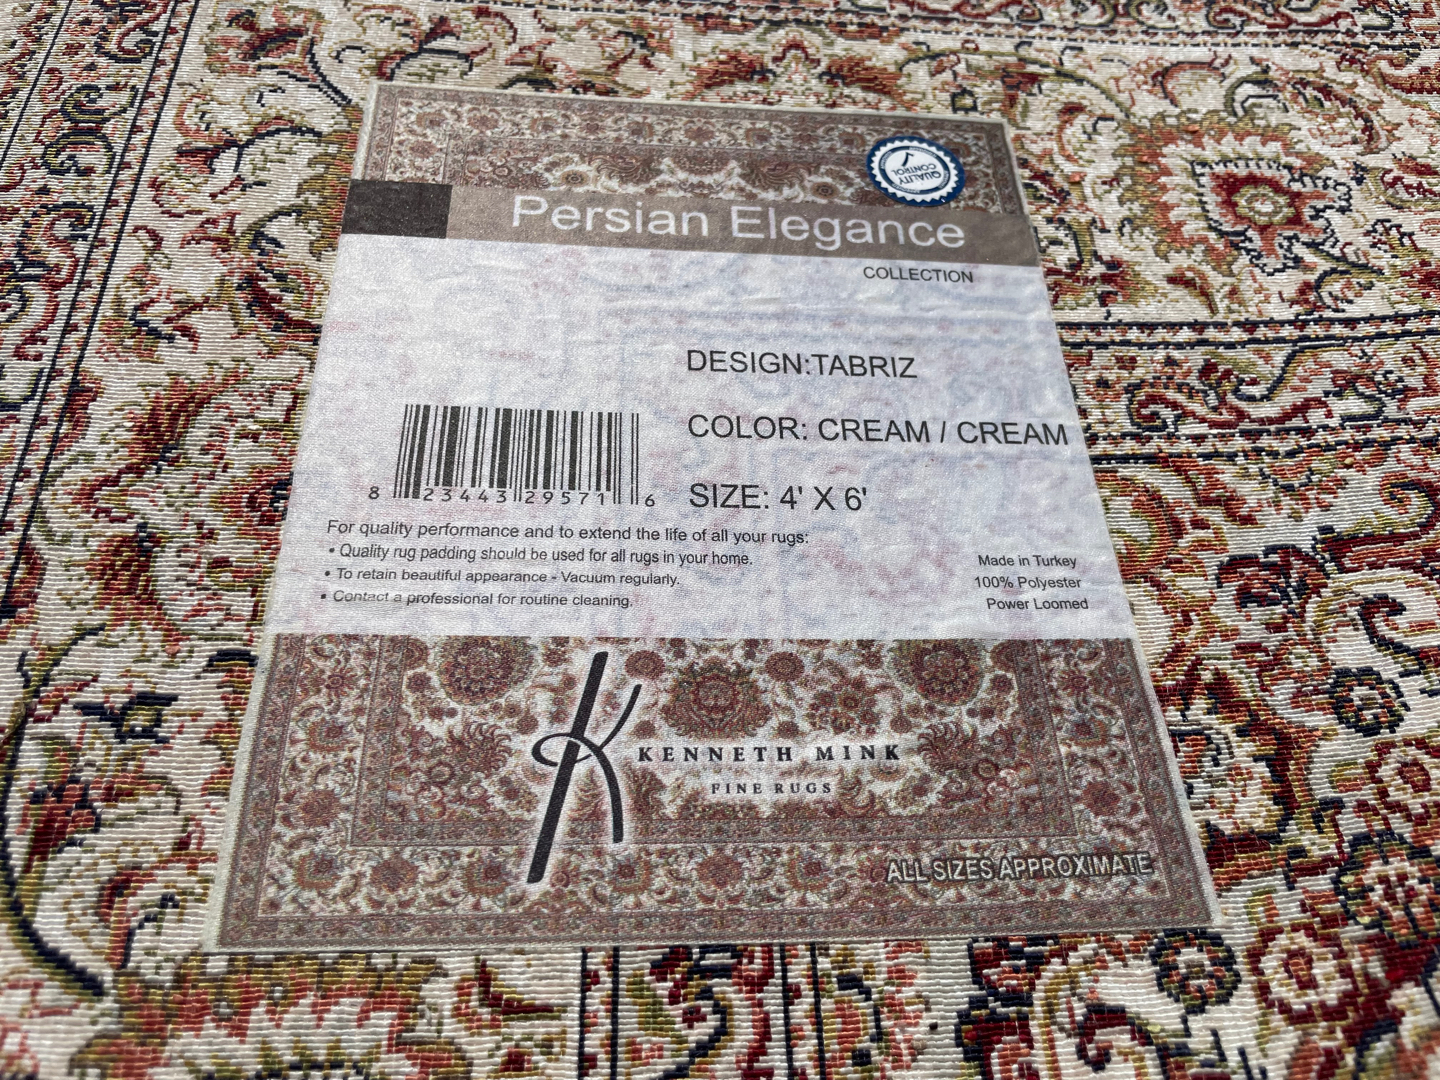 QUALITY
CONTROL
Persian Elegance
COLLECTION
DESIGN:TABRIZ
COLOR: CREAM / CREAM
SIZE: 4' X 6'
8 23443 29571 6
For quality performance and to extend the life of all your rugs:
• Quality rug padding should be used for all rugs in your home.
• To retain beautiful appearance - Vacuum regularly.
• Contact a professional for routine cleaning.
Made in Turkey
100% Polyester
Power Loomed
K
KENNETH MINK
FINE RUGS
ALL SIZES APPROXIMATE